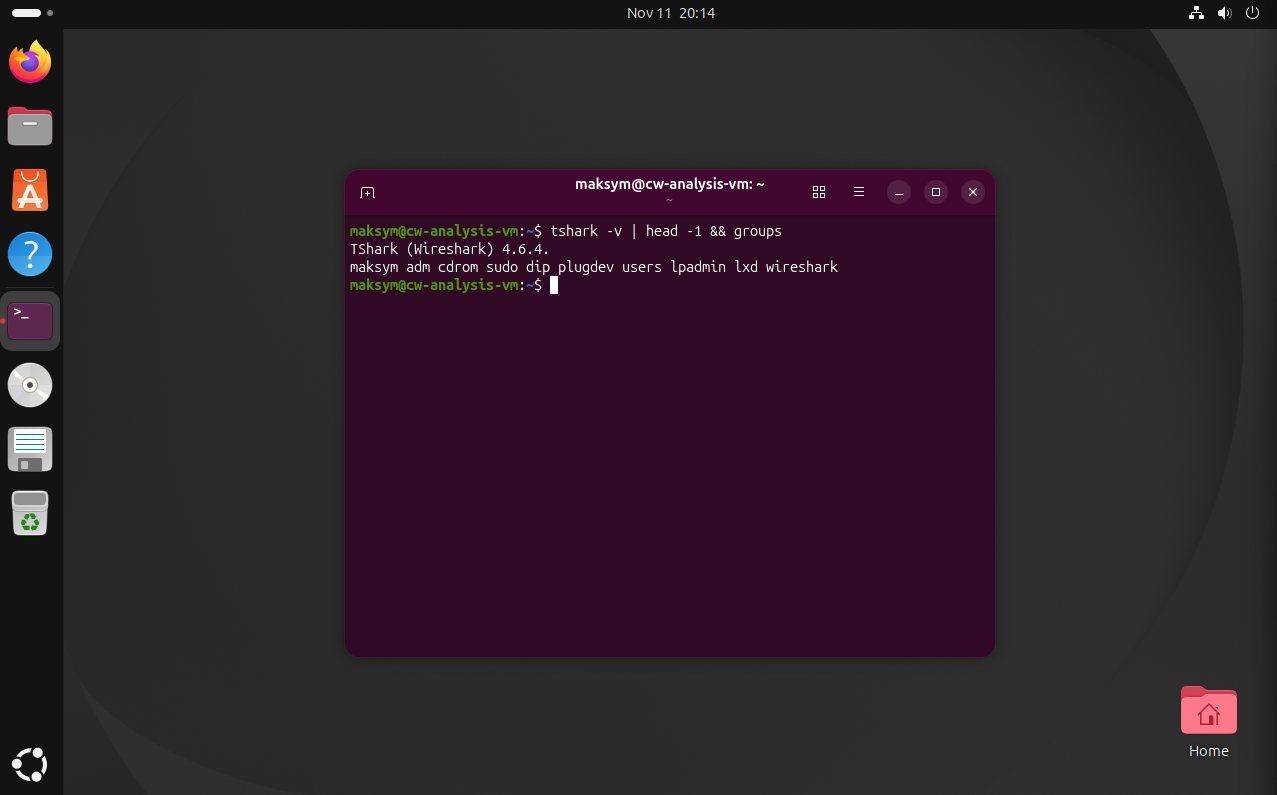 Nov 11 20:14
maksym@cw-analysis-vm: ~
~
maksym@cw-analysis-vm:~$ tshark -v | head -1 && groups
TShark (Wireshark) 4.6.4.
maksym adm cdrom sudo dip plugdev users lpadmin lxd wireshark
maksym@cw-analysis-vm:~$
Home